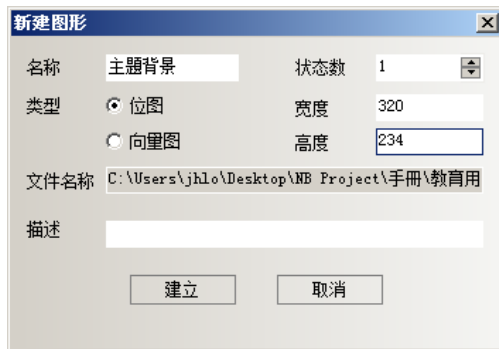 新建图形
名称 主題背景 状态数 1
类型 位图 宽度 320
向量图 高度 234
文件名称 C:\Users\jhlo\Desktop\NB Project\手冊\教育用
描述
建立 取消